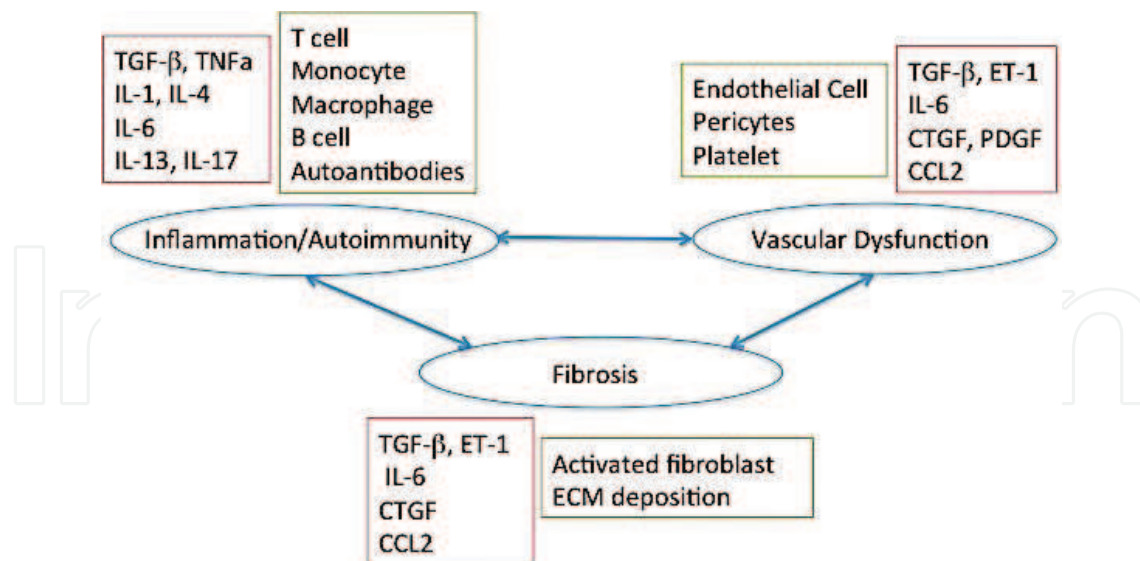 TGF-β, TNFa
IL-1, IL-4
IL-6
IL-13, IL-17
T cell
Monocyte
Macrophage
B cell
Autoantibodies
Endothelial Cell
Pericytes
Platelet
TGF-β, ET-1
IL-6
CTGF, PDGF
CCL2
Inflammation/Autoimmunity
Vascular Dysfunction
Fibrosis
TGF-β, ET-1
IL-6
CTGF
CCL2
Activated fibroblast
ECM deposition